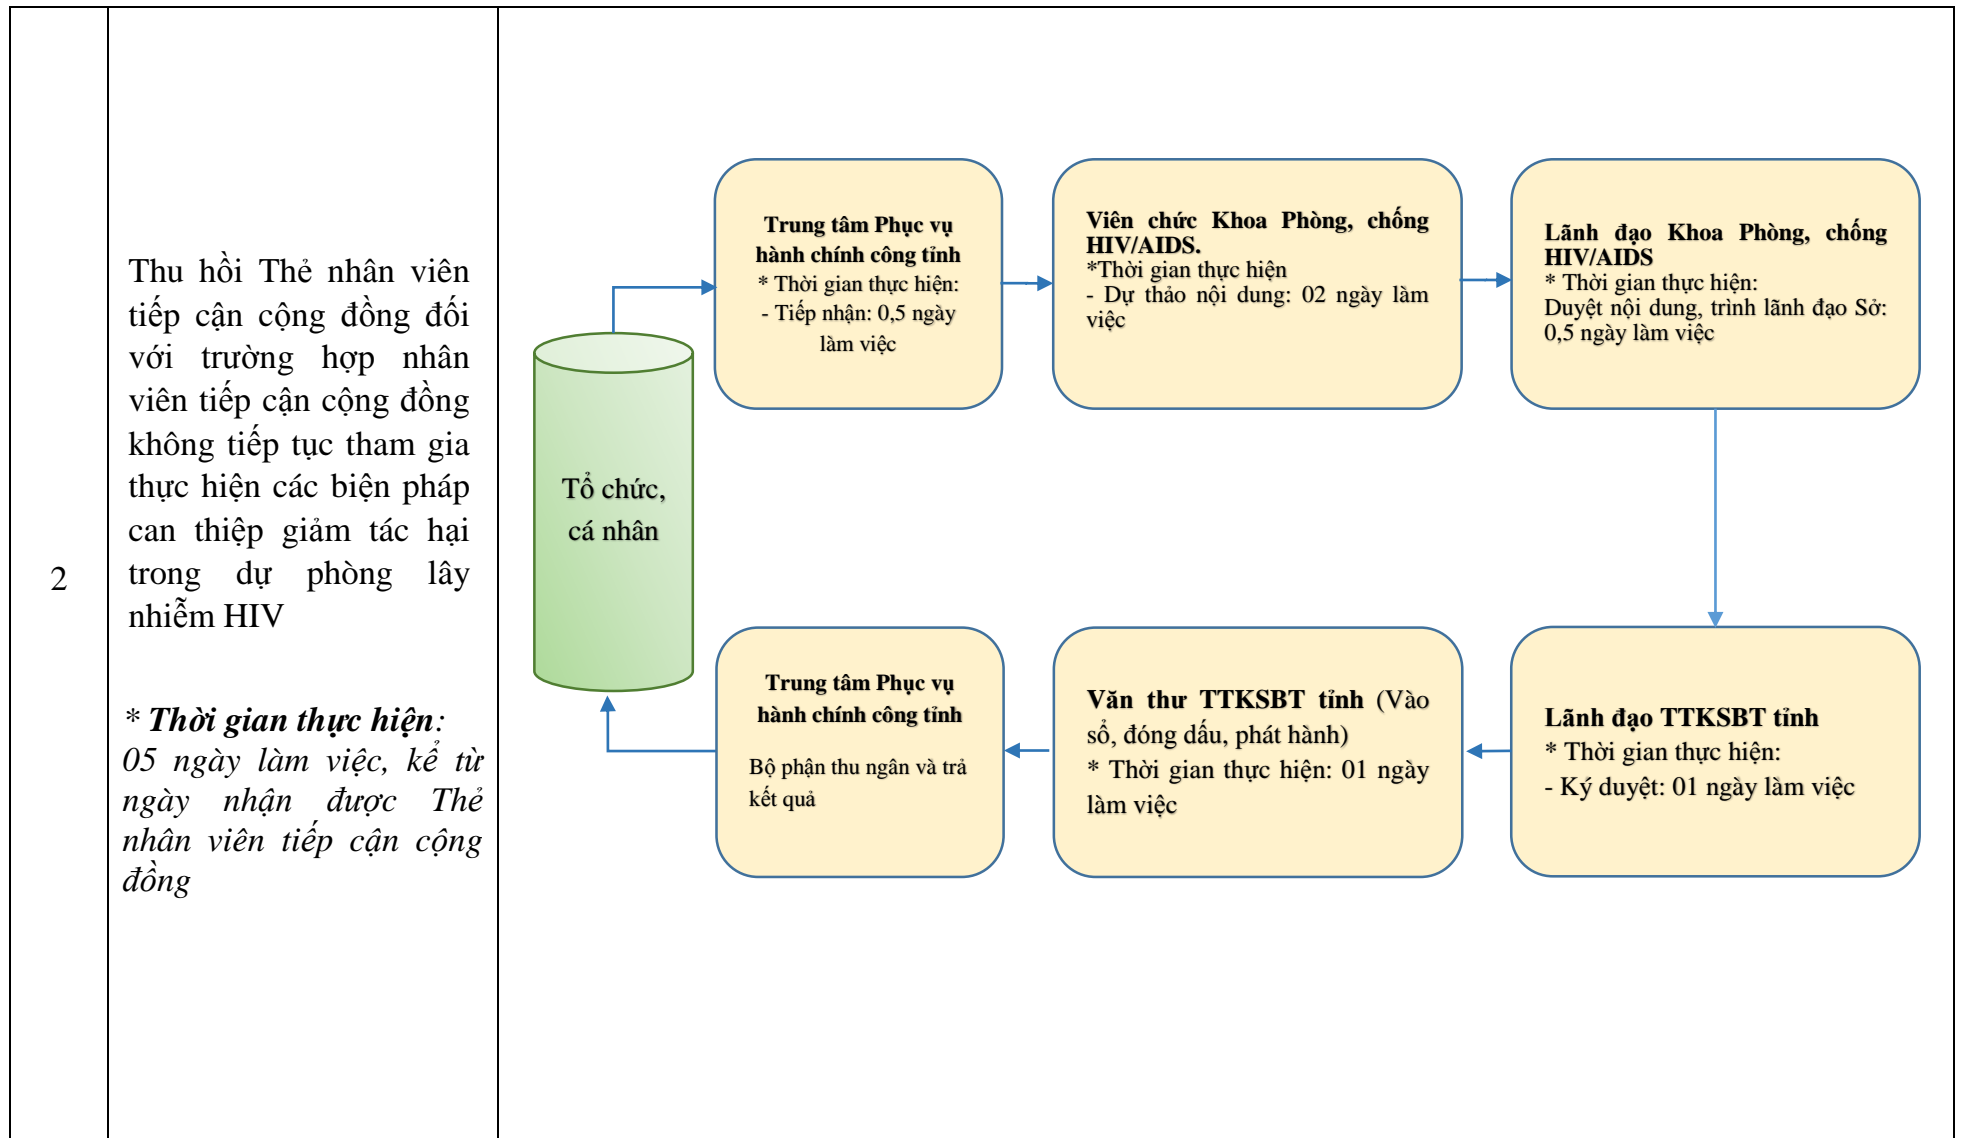 2
Thu hồi Thẻ nhân viên
tiếp cận cộng đồng đối
với trường hợp nhân
viên tiếp cận cộng đồng
không tiếp tục tham gia
thực hiện các biện pháp
can thiệp giảm tác hại
trong dự phòng lây
nhiễm HIV
* Thời gian thực hiện:
05 ngày làm việc, kể từ
ngày nhận được Thẻ
nhân viên tiếp cận cộng
đồng
Tổ chức,
cá nhân
Trung tâm Phục vụ
hành chính công tỉnh
* Thời gian thực hiện:
- Tiếp nhận: 0,5 ngày
làm việc
Viên chức Khoa Phòng, chống
HIV/AIDS.
*Thời gian thực hiện
- Dự thảo nội dung: 02 ngày làm
việc
Lãnh đạo Khoa Phòng, chống
HIV/AIDS
* Thời gian thực hiện:
Duyệt nội dung, trình lãnh đạo Sở:
0,5 ngày làm việc
Lãnh đạo TTKSBT tỉnh
* Thời gian thực hiện:
- Ký duyệt: 01 ngày làm việc
Văn thư TTKSBT tỉnh (Vào
sổ, đóng dấu, phát hành)
* Thời gian thực hiện: 01 ngày
làm việc
Trung tâm Phục vụ
hành chính công tỉnh
Bộ phận thu ngân và trả
kết quả